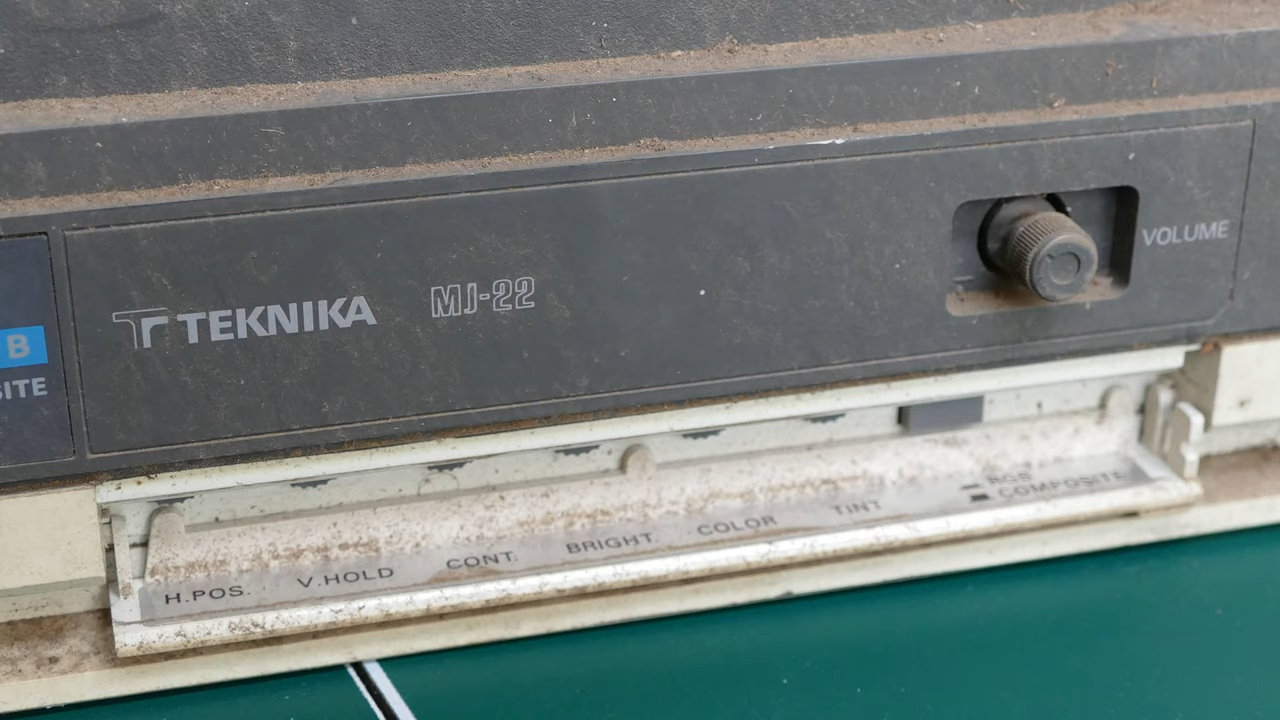 B
SITE
TEKNIKA
MJ-22
VOLUME
H.POS.
V.HOLD
CONT.
BRIGHT.
COLOR
TINT
RGB
COMPOSITE